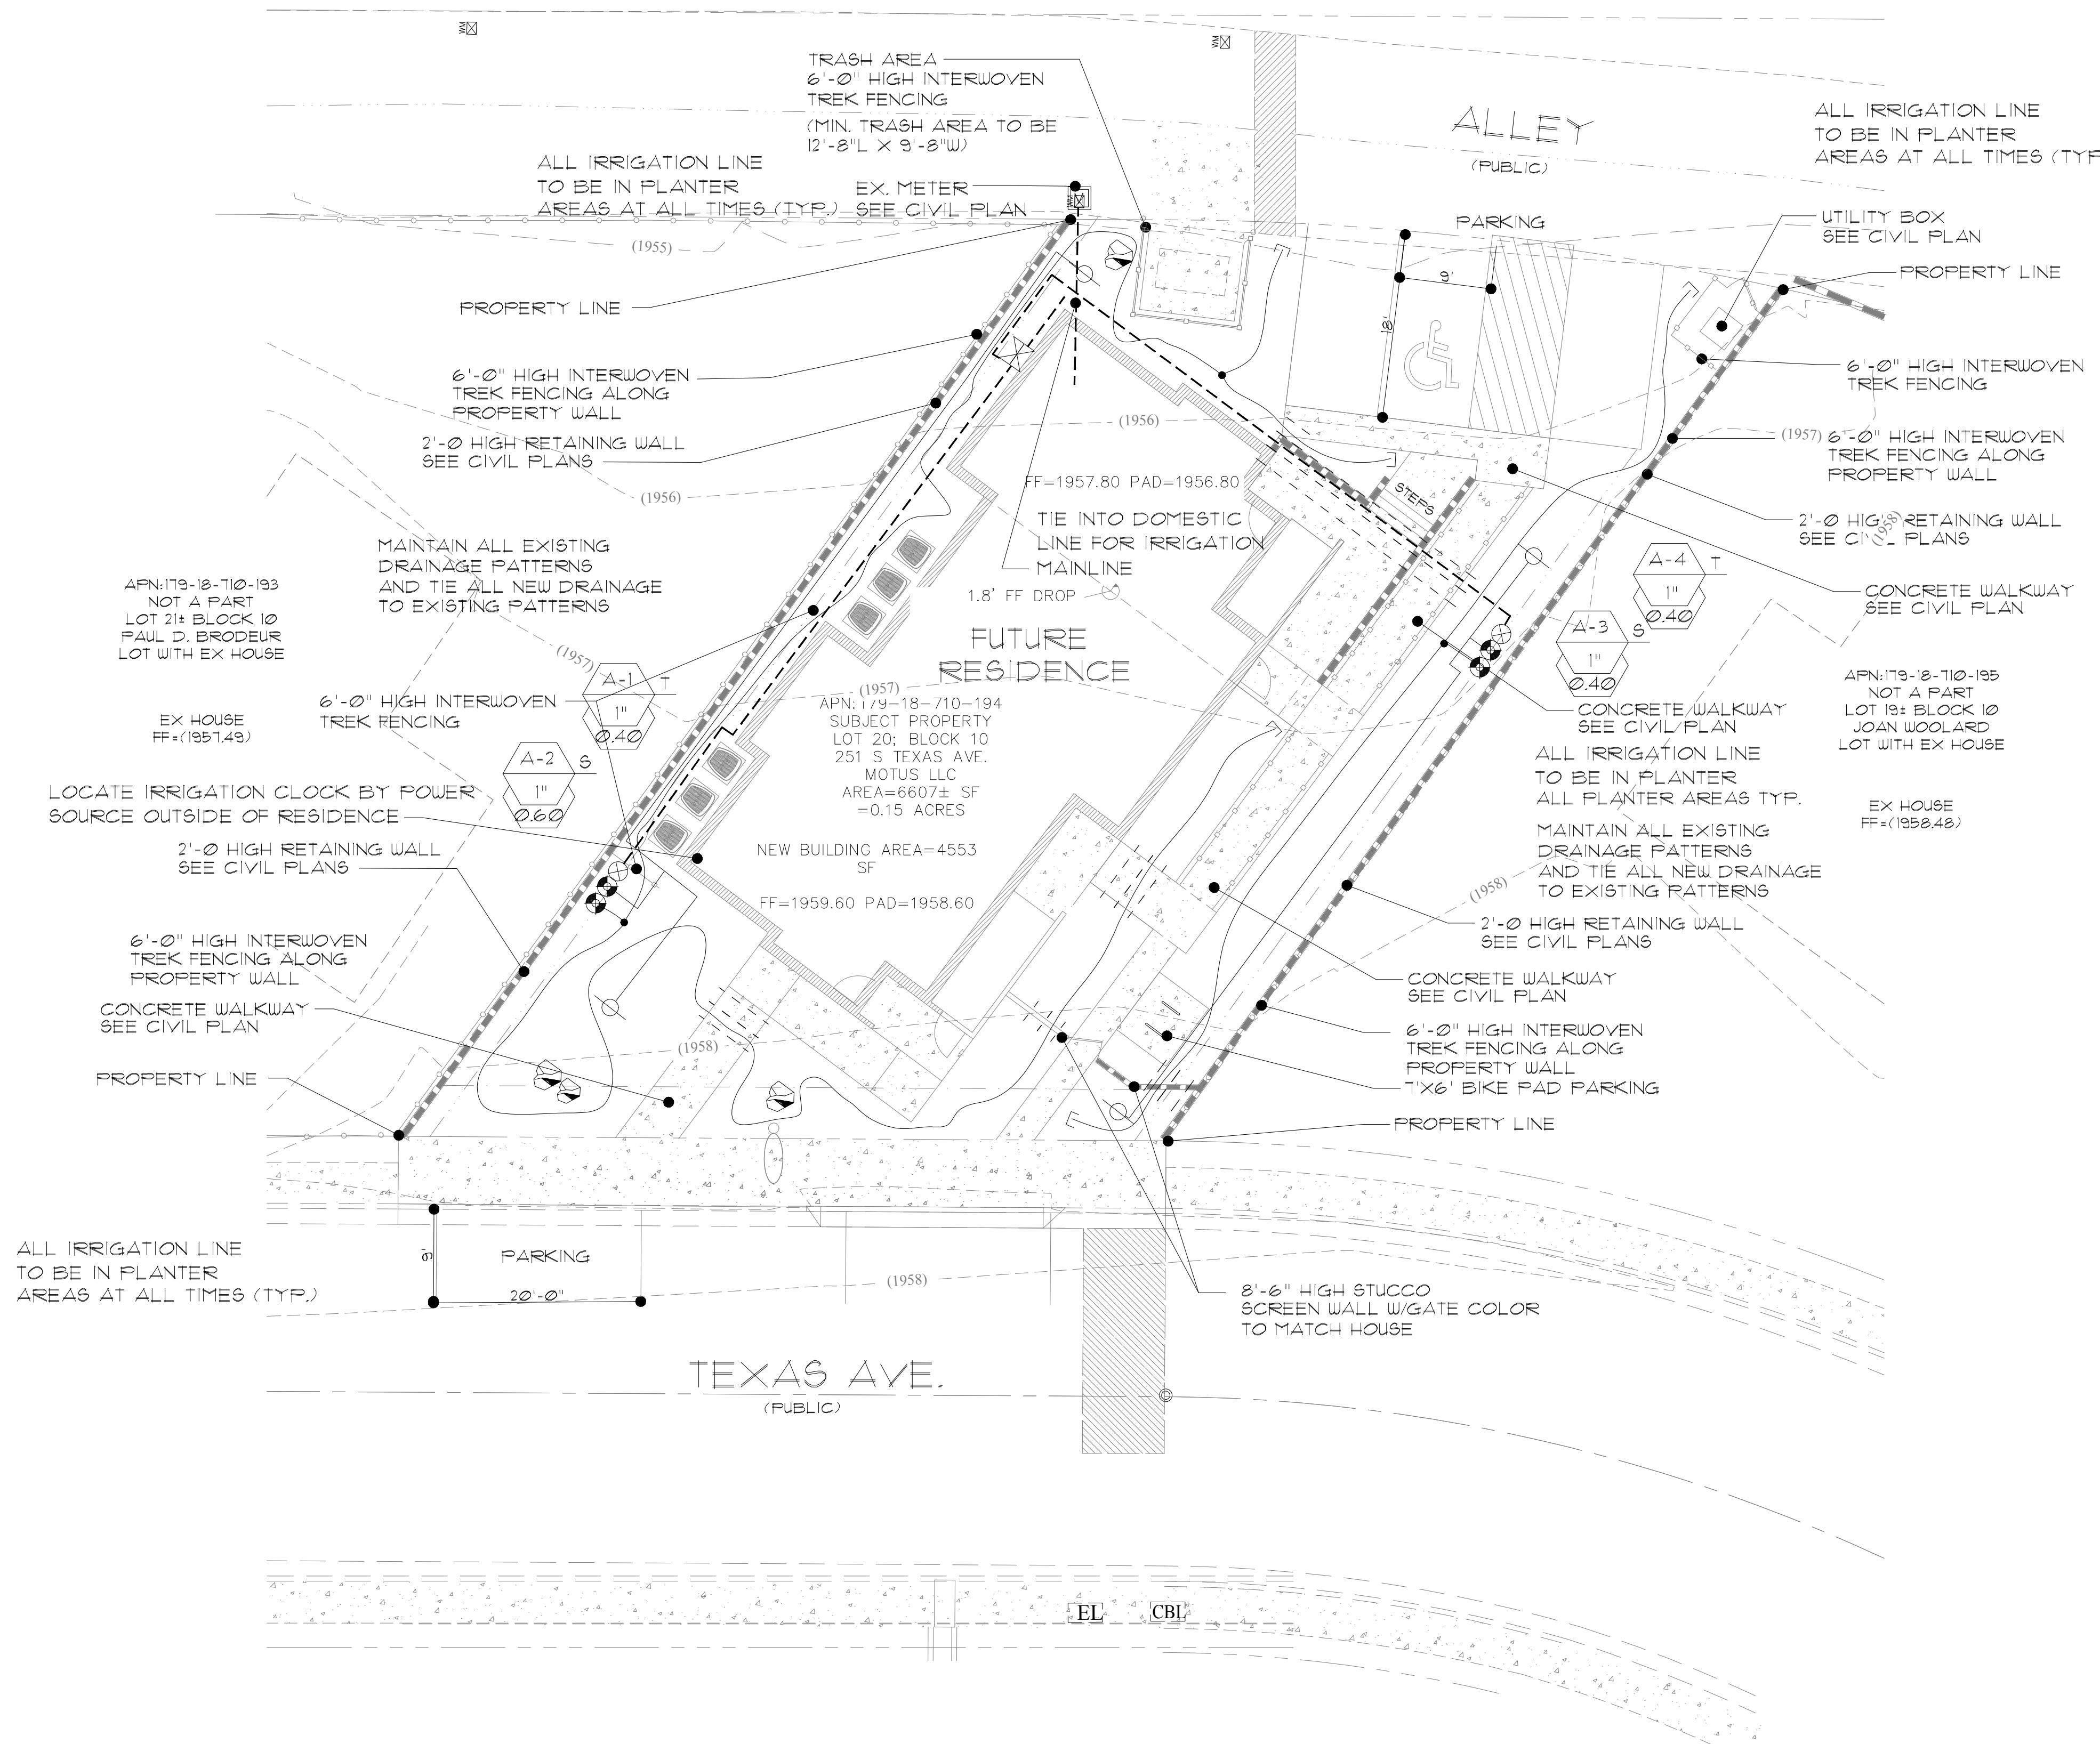 WM
WM
TRASH AREA
6'-0" HIGH INTERWOVEN
TREK FENCING
(MIN. TRASH AREA TO BE
12'-8"L X 9'-8"W)
ALLEY
(PUBLIC)
ALL IRRIGATION LINE
TO BE IN PLANTER
AREAS AT ALL TIMES (TYP
ALL IRRIGATION LINE
TO BE IN PLANTER
AREAS AT ALL TIMES (TYP.)
EX. METER
SEE CIVIL PLAN
WM
(1955)
PARKING
9'
18'
UTILITY BOX
SEE CIVIL PLAN
PROPERTY LINE
PROPERTY LINE
6'-0" HIGH INTERWOVEN
TREK FENCING ALONG
PROPERTY WALL
2'-0 HIGH RETAINING WALL
SEE CIVIL PLANS
(1956)
(1956)
6'-0" HIGH INTERWOVEN
TREK FENCING
(1957)
6'-0" HIGH INTERWOVEN
TREK FENCING ALONG
PROPERTY WALL
2'-0 HIGH RETAINING WALL
SEE CIVIL PLANS
(1958)
FF=1957.80 PAD=1956.80
STEPS
TIE INTO DOMESTIC
LINE FOR IRRIGATION
MAINLINE
1.8' FF DROP
FUTURE
RESIDENCE
(1957)
APN:179-18-710-194
SUBJECT PROPERTY
LOT 20; BLOCK 10
251 S TEXAS AVE.
MOTUS LLC
AREA=6607± SF
=0.15 ACRES
NEW BUILDING AREA=4553
SF
FF=1959.60 PAD=1958.60
MAINTAIN ALL EXISTING
DRAINAGE PATTERNS
AND TIE ALL NEW DRAINAGE
TO EXISTING PATTERNS
APN:179-18-710-193
NOT A PART
LOT 21± BLOCK 10
PAUL D. BRODEUR
LOT WITH EX HOUSE
EX HOUSE
FF=(1957.49)
(1957)
6'-0" HIGH INTERWOVEN
TREK FENCING
A-1 T
1"
0.40
A-2 S
1"
0.60
LOCATE IRRIGATION CLOCK BY POWER
SOURCE OUTSIDE OF RESIDENCE
2'-0 HIGH RETAINING WALL
SEE CIVIL PLANS
6'-0" HIGH INTERWOVEN
TREK FENCING ALONG
PROPERTY WALL
CONCRETE WALKWAY
SEE CIVIL PLAN
PROPERTY LINE
(1958)
A-4 T
1"
0.40
A-3 S
1"
0.40
CONCRETE WALKWAY
SEE CIVIL PLAN
APN:179-18-710-195
NOT A PART
LOT 19± BLOCK 10
JOAN WOOLARD
LOT WITH EX HOUSE
EX HOUSE
FF=(1958.48)
CONCRETE WALKWAY
SEE CIVIL PLAN
ALL IRRIGATION LINE
TO BE IN PLANTER
ALL PLANTER AREAS TYP.
MAINTAIN ALL EXISTING
DRAINAGE PATTERNS
AND TIE ALL NEW DRAINAGE
TO EXISTING PATTERNS
(1958)
2'-0 HIGH RETAINING WALL
SEE CIVIL PLANS
CONCRETE WALKWAY
SEE CIVIL PLAN
6'-0" HIGH INTERWOVEN
TREK FENCING ALONG
PROPERTY WALL
7'X6' BIKE PAD PARKING
PROPERTY LINE
ALL IRRIGATION LINE
TO BE IN PLANTER
AREAS AT ALL TIMES (TYP.)
9'
PARKING
20'-0"
(1958)
8'-6" HIGH STUCCO
SCREEN WALL W/GATE COLOR
TO MATCH HOUSE
TEXAS AVE.
(PUBLIC)
EL
CBL